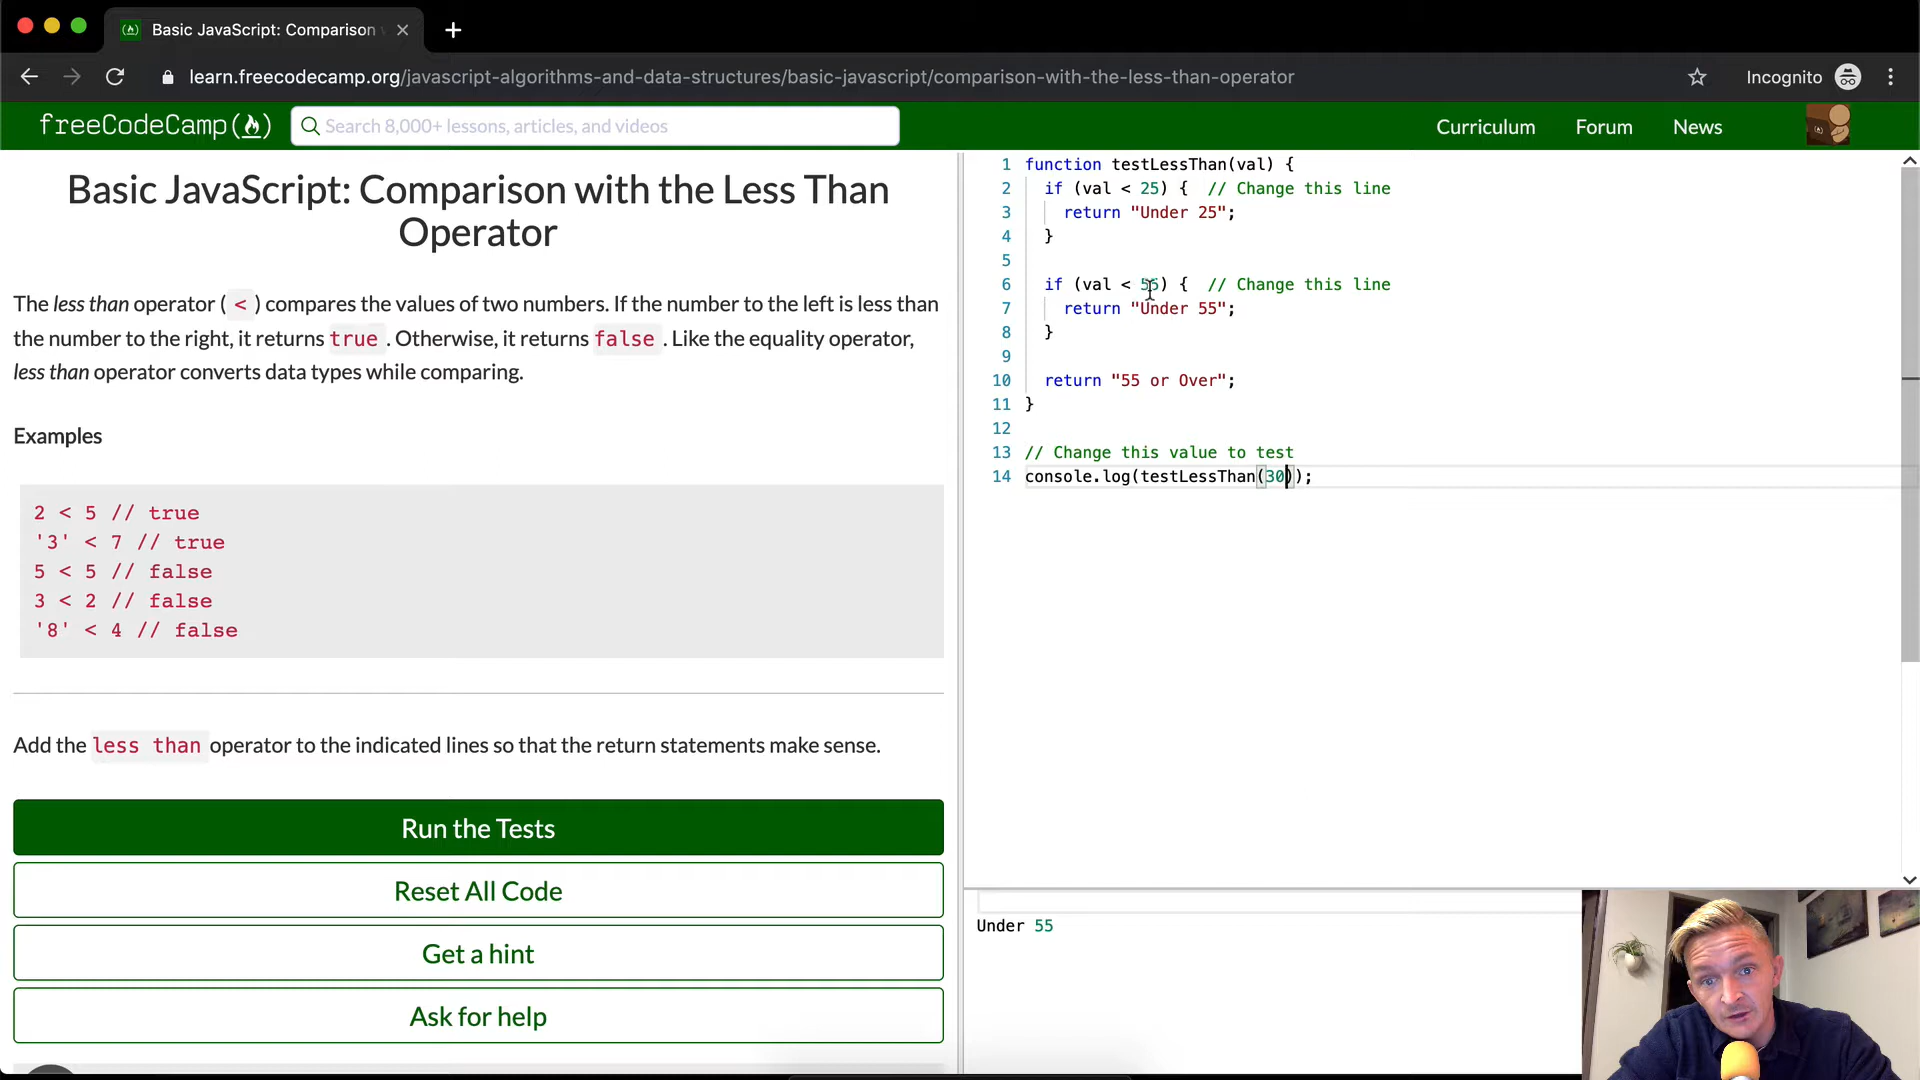 Basic JavaScript: Comparison
learn.freecodecamp.org/javascript-algorithms-and-data-structures/basic-javascript/comparison-with-the-less-than-operator
Incognito
freeCodeCamp
Search 8,000+ lessons, articles, and videos
Curriculum
Forum
News
Basic JavaScript: Comparison with the Less Than
Operator
The less than operator ( < ) compares the values of two numbers. If the number to the left is less than
the number to the right, it returns true . Otherwise, it returns false . Like the equality operator,
less than operator converts data types while comparing.
Examples
2 < 5 // true
'3' < 7 // true
5 < 5 // false
3 < 2 // false
'8' < 4 // false
Add the less than operator to the indicated lines so that the return statements make sense.
Run the Tests
Reset All Code
Get a hint
Ask for help
1 function testLessThan(val) {
2 if (val < 25) { // Change this line
3 return "Under 25";
4 }
5
6 if (val < 55) { // Change this line
7 return "Under 55";
8 }
9
10 return "55 or Over";
11 }
12
13 // Change this value to test
14 console.log(testLessThan(30));
Under 55